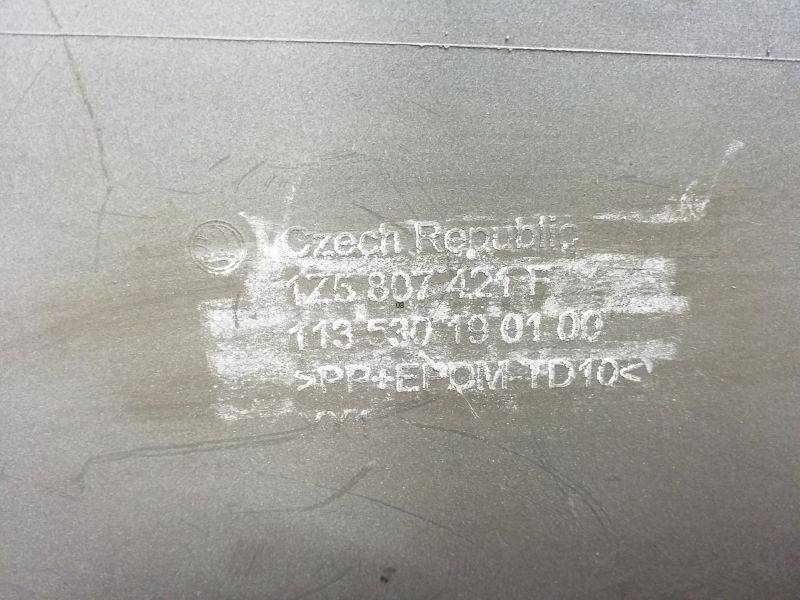 Czech Republic
1Z5 807 421 F
113 530 19 01 00
>PP+EPDM-TD10<